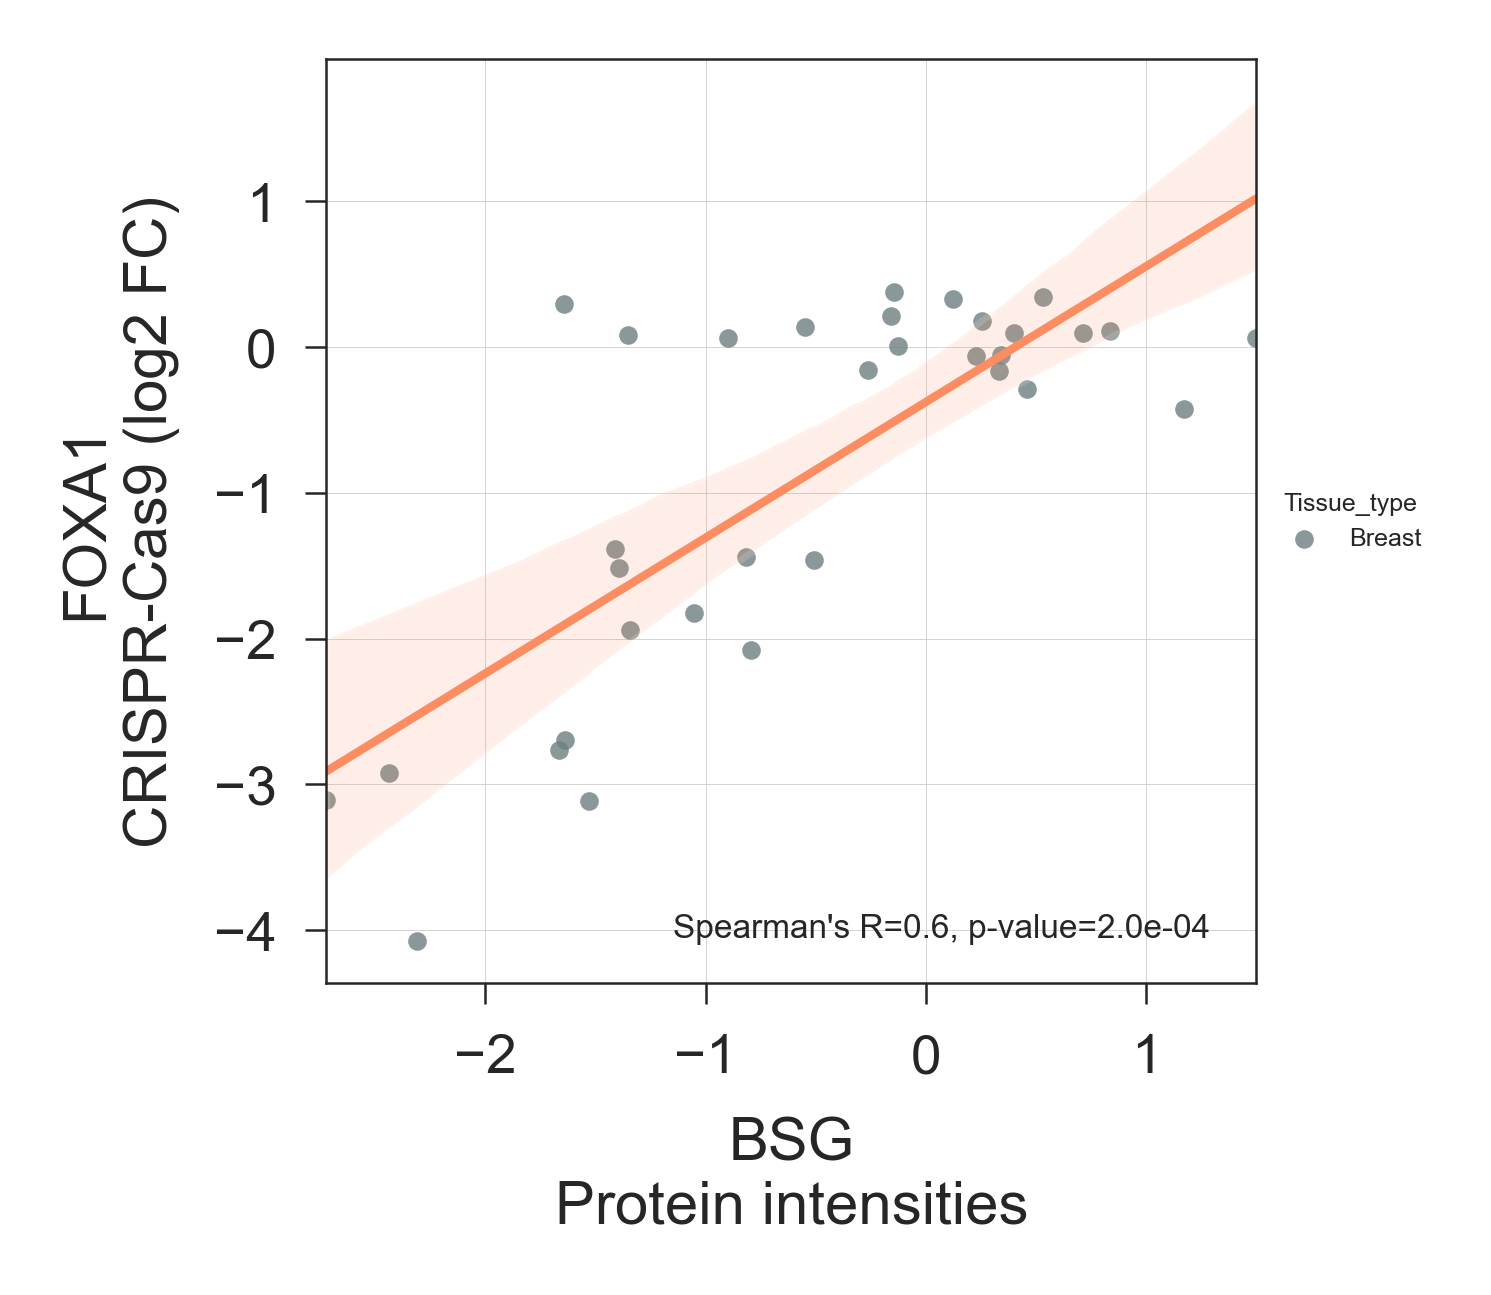 FOXA1
CRISPR-Cas9 (log2 FC)
1
0
−1
−2
−3
−4
Spearman's R=0.6, p-value=2.0e-04
−2
−1
0
1
BSG
Protein intensities
Tissue_type
Breast